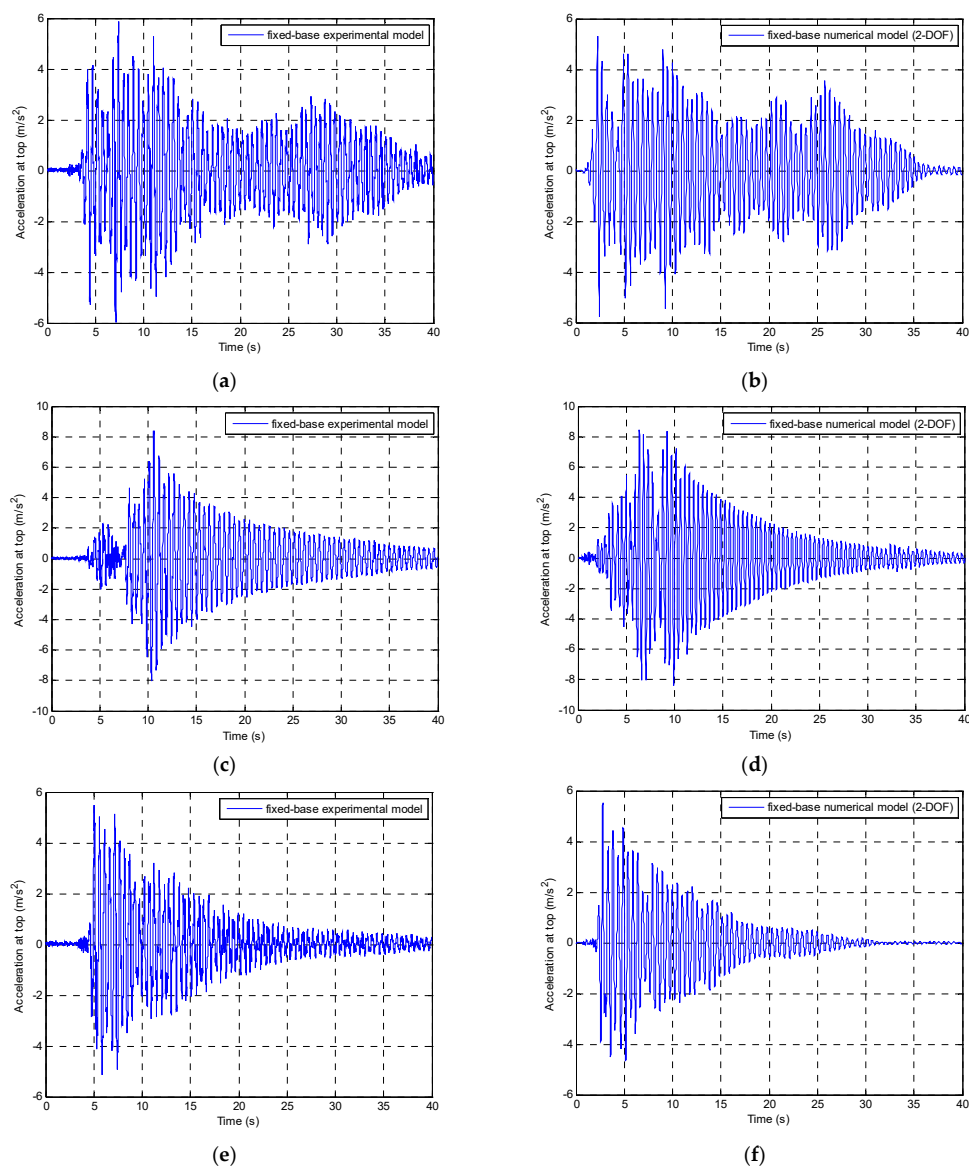 fixed-base experimental model
Acceleration at top (m/s²)
6
4
2
0
-2
-4
-6
0 5 10 15 20 25 30 35 40
Time (s)
(a)
fixed-base numerical model (2-DOF)
Acceleration at top (m/s²)
6
4
2
0
-2
-4
-6
0 5 10 15 20 25 30 35 40
Time (s)
(b)
fixed-base experimental model
Acceleration at top (m/s²)
10
8
6
4
2
0
-2
-4
-6
-8
-10
0 5 10 15 20 25 30 35 40
Time (s)
(c)
fixed-base numerical model (2-DOF)
Acceleration at top (m/s²)
10
8
6
4
2
0
-2
-4
-6
-8
-10
0 5 10 15 20 25 30 35 40
Time (s)
(d)
fixed-base experimental model
Acceleration at top (m/s²)
6
4
2
0
-2
-4
-6
0 5 10 15 20 25 30 35 40
Time (s)
(e)
fixed-base numerical model (2-DOF)
Acceleration at top (m/s²)
6
4
2
0
-2
-4
-6
0 5 10 15 20 25 30 35 40
Time (s)
(f)